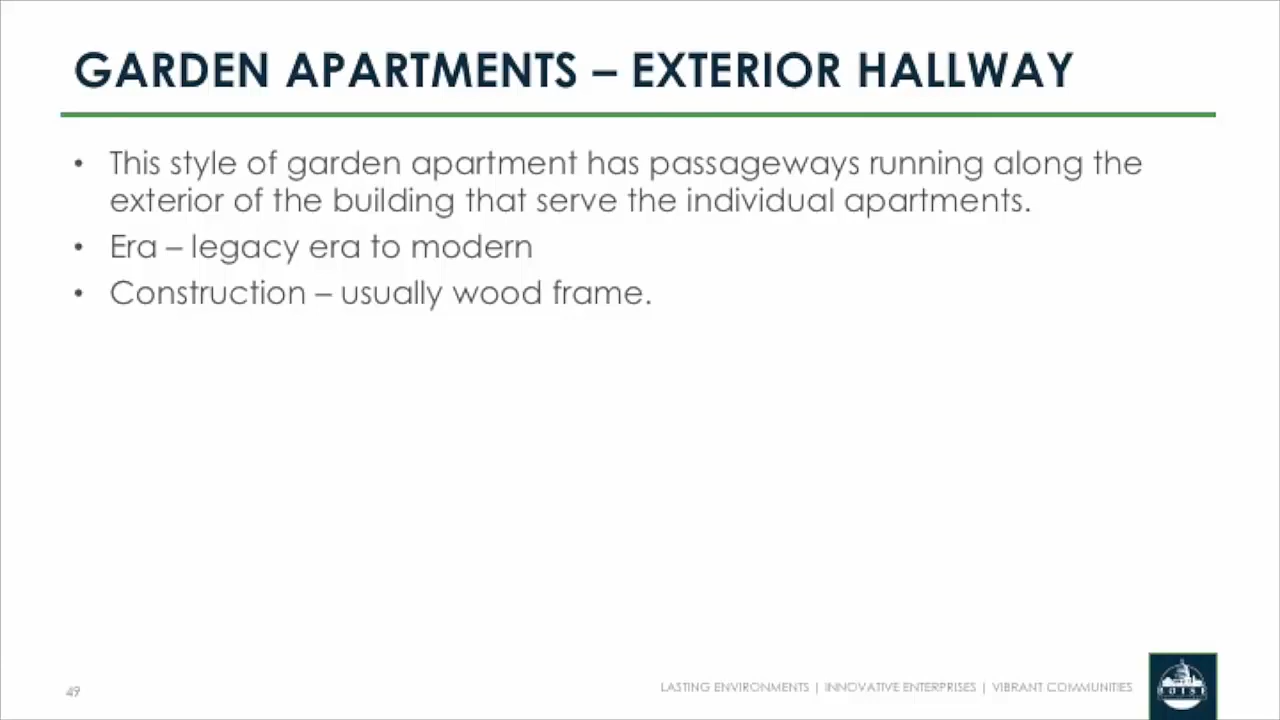 GARDEN APARTMENTS – EXTERIOR HALLWAY
• This style of garden apartment has passageways running along the
exterior of the building that serve the individual apartments.
• Era – legacy era to modern
• Construction – usually wood frame.
49
LASTING ENVIRONMENTS | INNOVATIVE ENTERPRISES | VIBRANT COMMUNITIES
BOISE